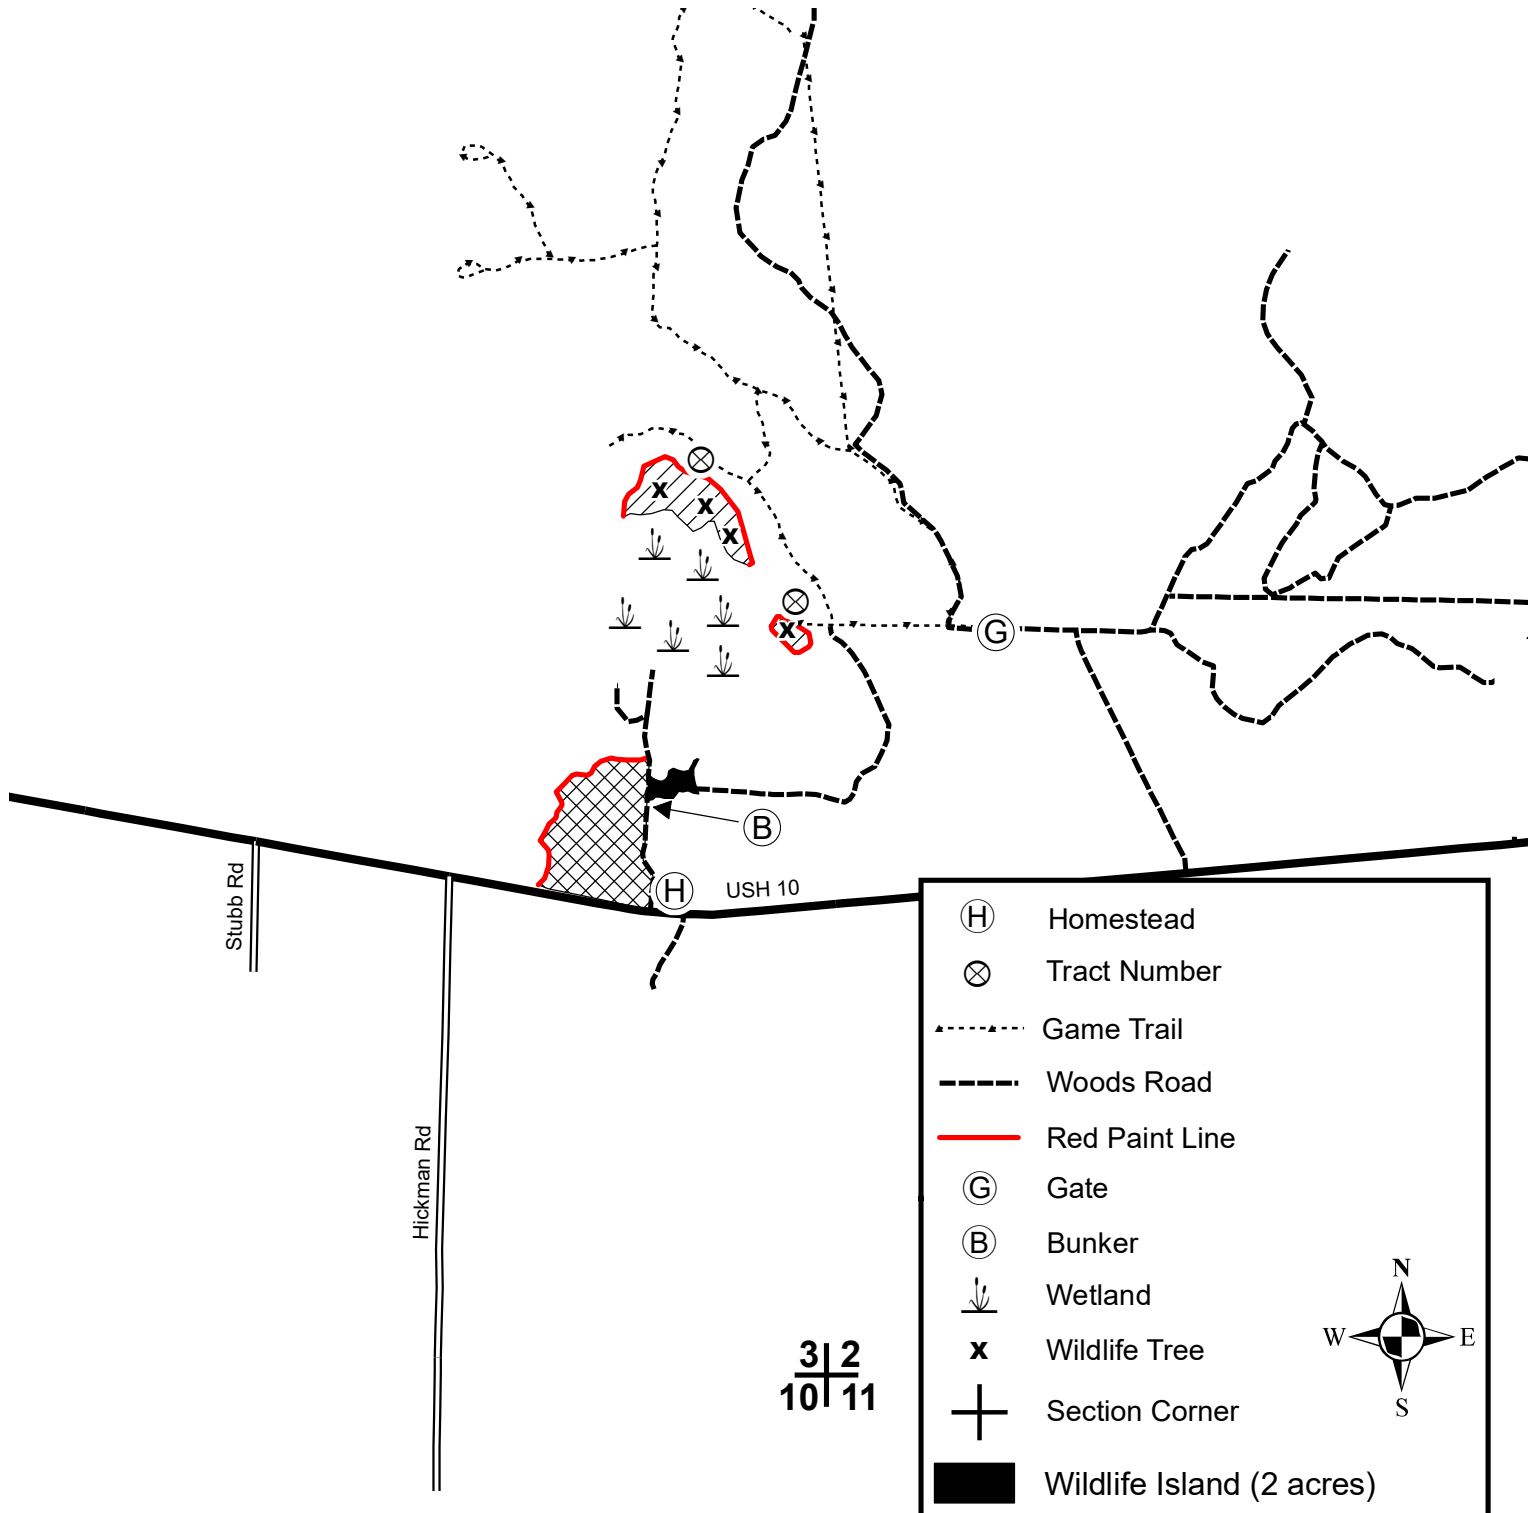 x
x
x
x
G
B
H
USH 10
Stubb Rd
Hickman Rd
H Homestead
Tract Number
Game Trail
Woods Road
Red Paint Line
G Gate
B Bunker
Wetland
x Wildlife Tree
Section Corner
Wildlife Island (2 acres)
N
W E
S
3 2
10 11